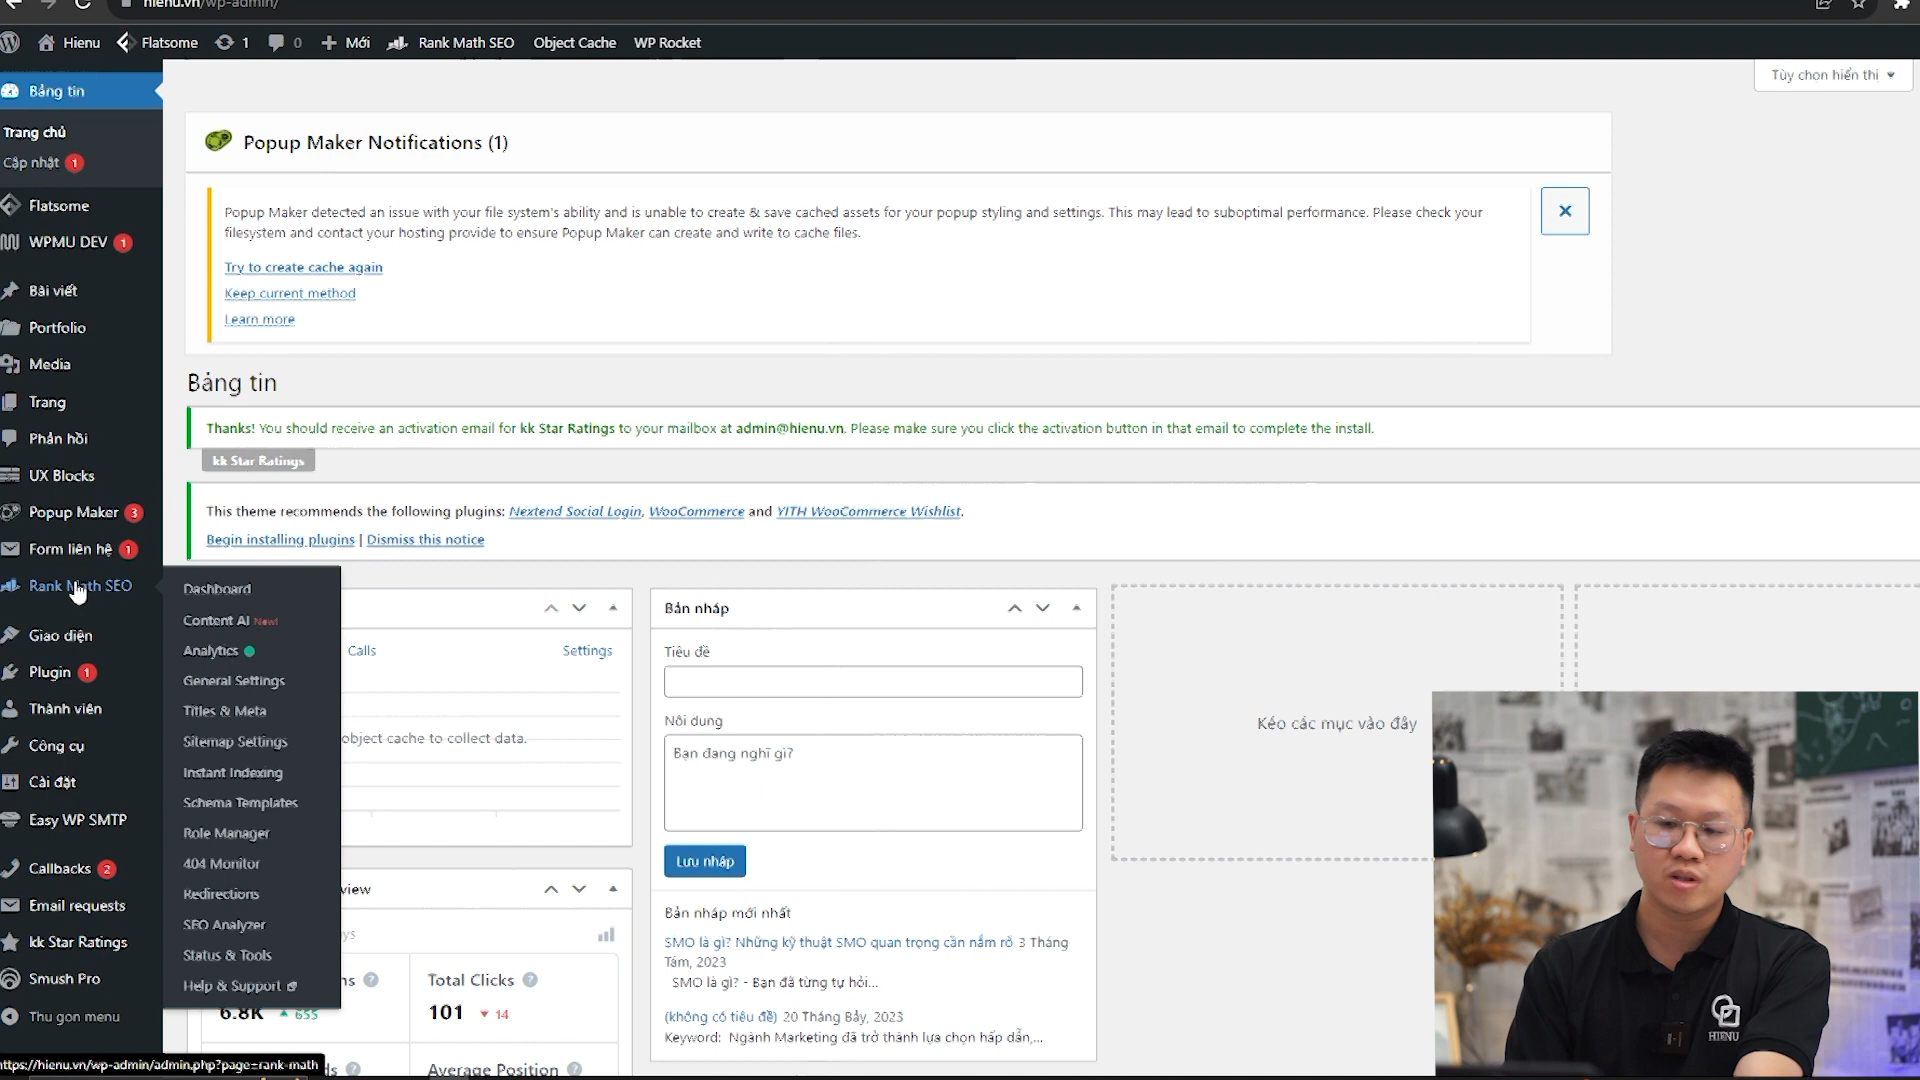 hienu.vn/wp-admin/
Hienu
Flatsome
1
0
Mới
Rank Math SEO
Object Cache
WP Rocket
Tùy chọn hiển thị
Bảng tin
Trang chủ
Cập nhật 1
Flatsome
WPMU DEV 1
Bài viết
Portfolio
Media
Trang
Phản hồi
UX Blocks
Popup Maker 3
Form liên hệ 1
Rank Math SEO
Giao diện
Plugin 1
Thành viên
Công cụ
Cài đặt
Easy WP SMTP
Callbacks 2
Email requests
kk Star Ratings
Smush Pro
Thu gọn menu
https://hienu.vn/wp-admin/admin.php?page=rank-math
Dashboard
Content AI New!
Analytics
General Settings
Titles & Meta
Sitemap Settings
Instant Indexing
Schema Templates
Role Manager
404 Monitor
Redirections
SEO Analyzer
Status & Tools
Help & Support
Popup Maker Notifications (1)
Popup Maker detected an issue with your file system's ability and is unable to create & save cached assets for your popup styling and settings. This may lead to suboptimal performance. Please check your
filesystem and contact your hosting provide to ensure Popup Maker can create and write to cache files.
Try to create cache again
Keep current method
Learn more
Bảng tin
Thanks! You should receive an activation email for kk Star Ratings to your mailbox at admin@hienu.vn. Please make sure you click the activation button in that email to complete the install.
kk Star Ratings
This theme recommends the following plugins: Nextend Social Login, WooCommerce and YITH WooCommerce Wishlist.
Begin installing plugins | Dismiss this notice
Calls
Settings
object cache to collect data.
view
Total Clicks
6.8K 655
101 14
Average Position
Bản nháp
Tiêu đề
Nội dung
Bạn đang nghĩ gì?
Lưu nháp
Bản nháp mới nhất
SMO là gì? Những kỹ thuật SMO quan trọng cần nắm rõ 3 Tháng
Tám, 2023
SMO là gì? - Bạn đã từng tự hỏi...
(không có tiêu đề) 20 Tháng Bảy, 2023
Keyword: Ngành Marketing đã trở thành lựa chọn hấp dẫn,...
Kéo các mục vào đây
HIENU